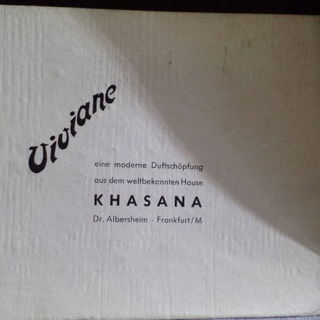 Viviane
eine moderne Duftschöpfung
aus dem weltbekannten Hause
KHASANA
Dr. Albersheim - Frankfurt/M